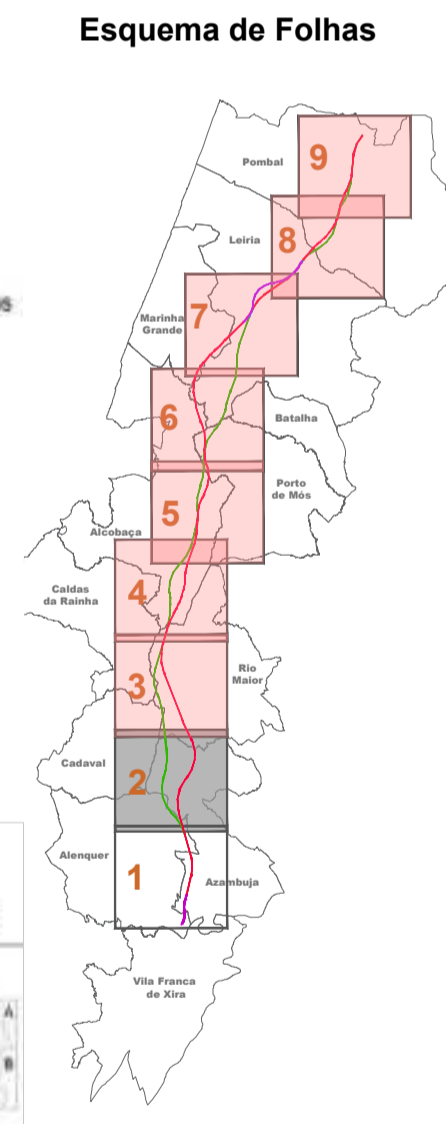 Esquema de Folhas
9
Pombal
8
Leiria
7
Marinha
Grande
6
Batalha
5
Porto
de Mós
Alcobaça
4
Caldas
da Rainha
3
Rio
Maior
2
Cadaval
1
Alenquer
Azambuja
Vila Franca
de Xira
A
B